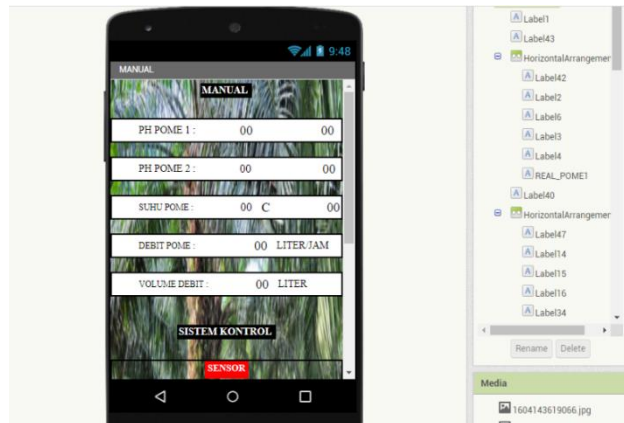 9:48
MANUAL
MANUAL
PH POME 1 : 00 00
PH POME 2 : 00 00
SUHU POME : 00 C 00
DEBIT POME : 00 LITER/JAM
VOLUME DEBIT : 00 LITER
SISTEM KONTROL
SENSOR
Label1
Label43
HorizontalArrangemer
Label42
Label2
Label6
Label3
Label4
REAL_POME1
Label40
HorizontalArrangemer
Label47
Label14
Label15
Label16
Label34
Rename Delete
Media
1604143619066.jpg